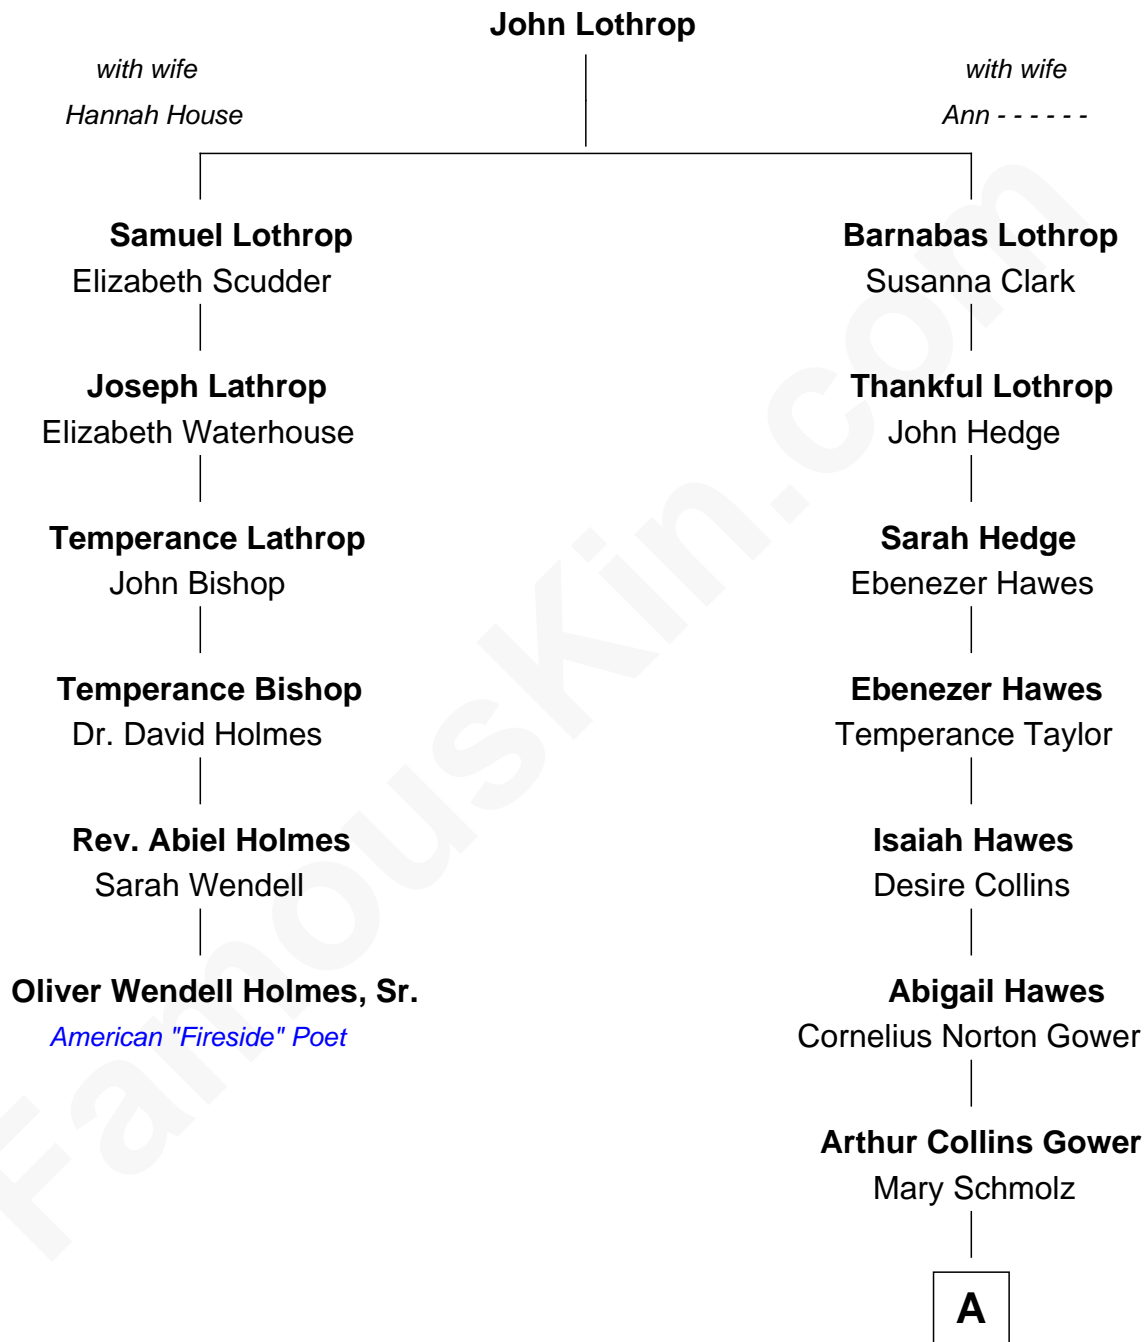 John Lothrop
with wife
Hannah House
with wife
Ann - - - - - -
Samuel Lothrop
Elizabeth Scudder
Barnabas Lothrop
Susanna Clark
Joseph Lathrop
Elizabeth Waterhouse
Thankful Lothrop
John Hedge
Temperance Lathrop
John Bishop
Sarah Hedge
Ebenezer Hawes
Temperance Bishop
Dr. David Holmes
Ebenezer Hawes
Temperance Taylor
Rev. Abiel Holmes
Sarah Wendell
Isaiah Hawes
Desire Collins
Oliver Wendell Holmes, Sr.
American "Fireside" Poet
Abigail Hawes
Cornelius Norton Gower
Arthur Collins Gower
Mary Schmolz
A
FamousKin.com